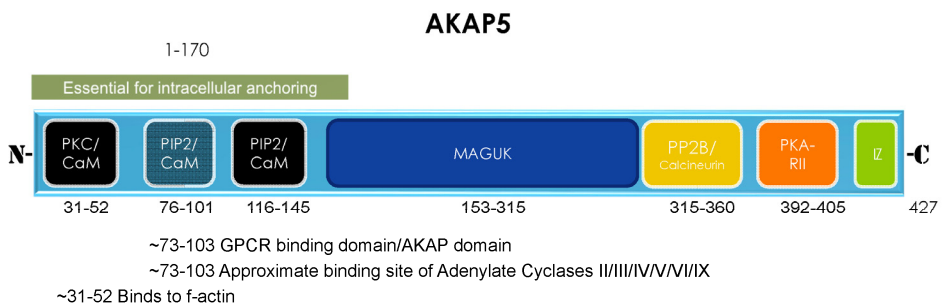 AKAP5
1-170
Essential for intracellular anchoring
N-
PKC/
CaM
PIP2/
CaM
PIP2/
CaM
MAGUK
PP2B/
Calcineurin
PKA-
RII
LZ
-C
31-52
76-101
116-145
153-315
315-360
392-405
427
~73-103 GPCR binding domain/AKAP domain
~73-103 Approximate binding site of Adenylate Cyclases II/III/IV/V/VI/IX
~31-52 Binds to f-actin